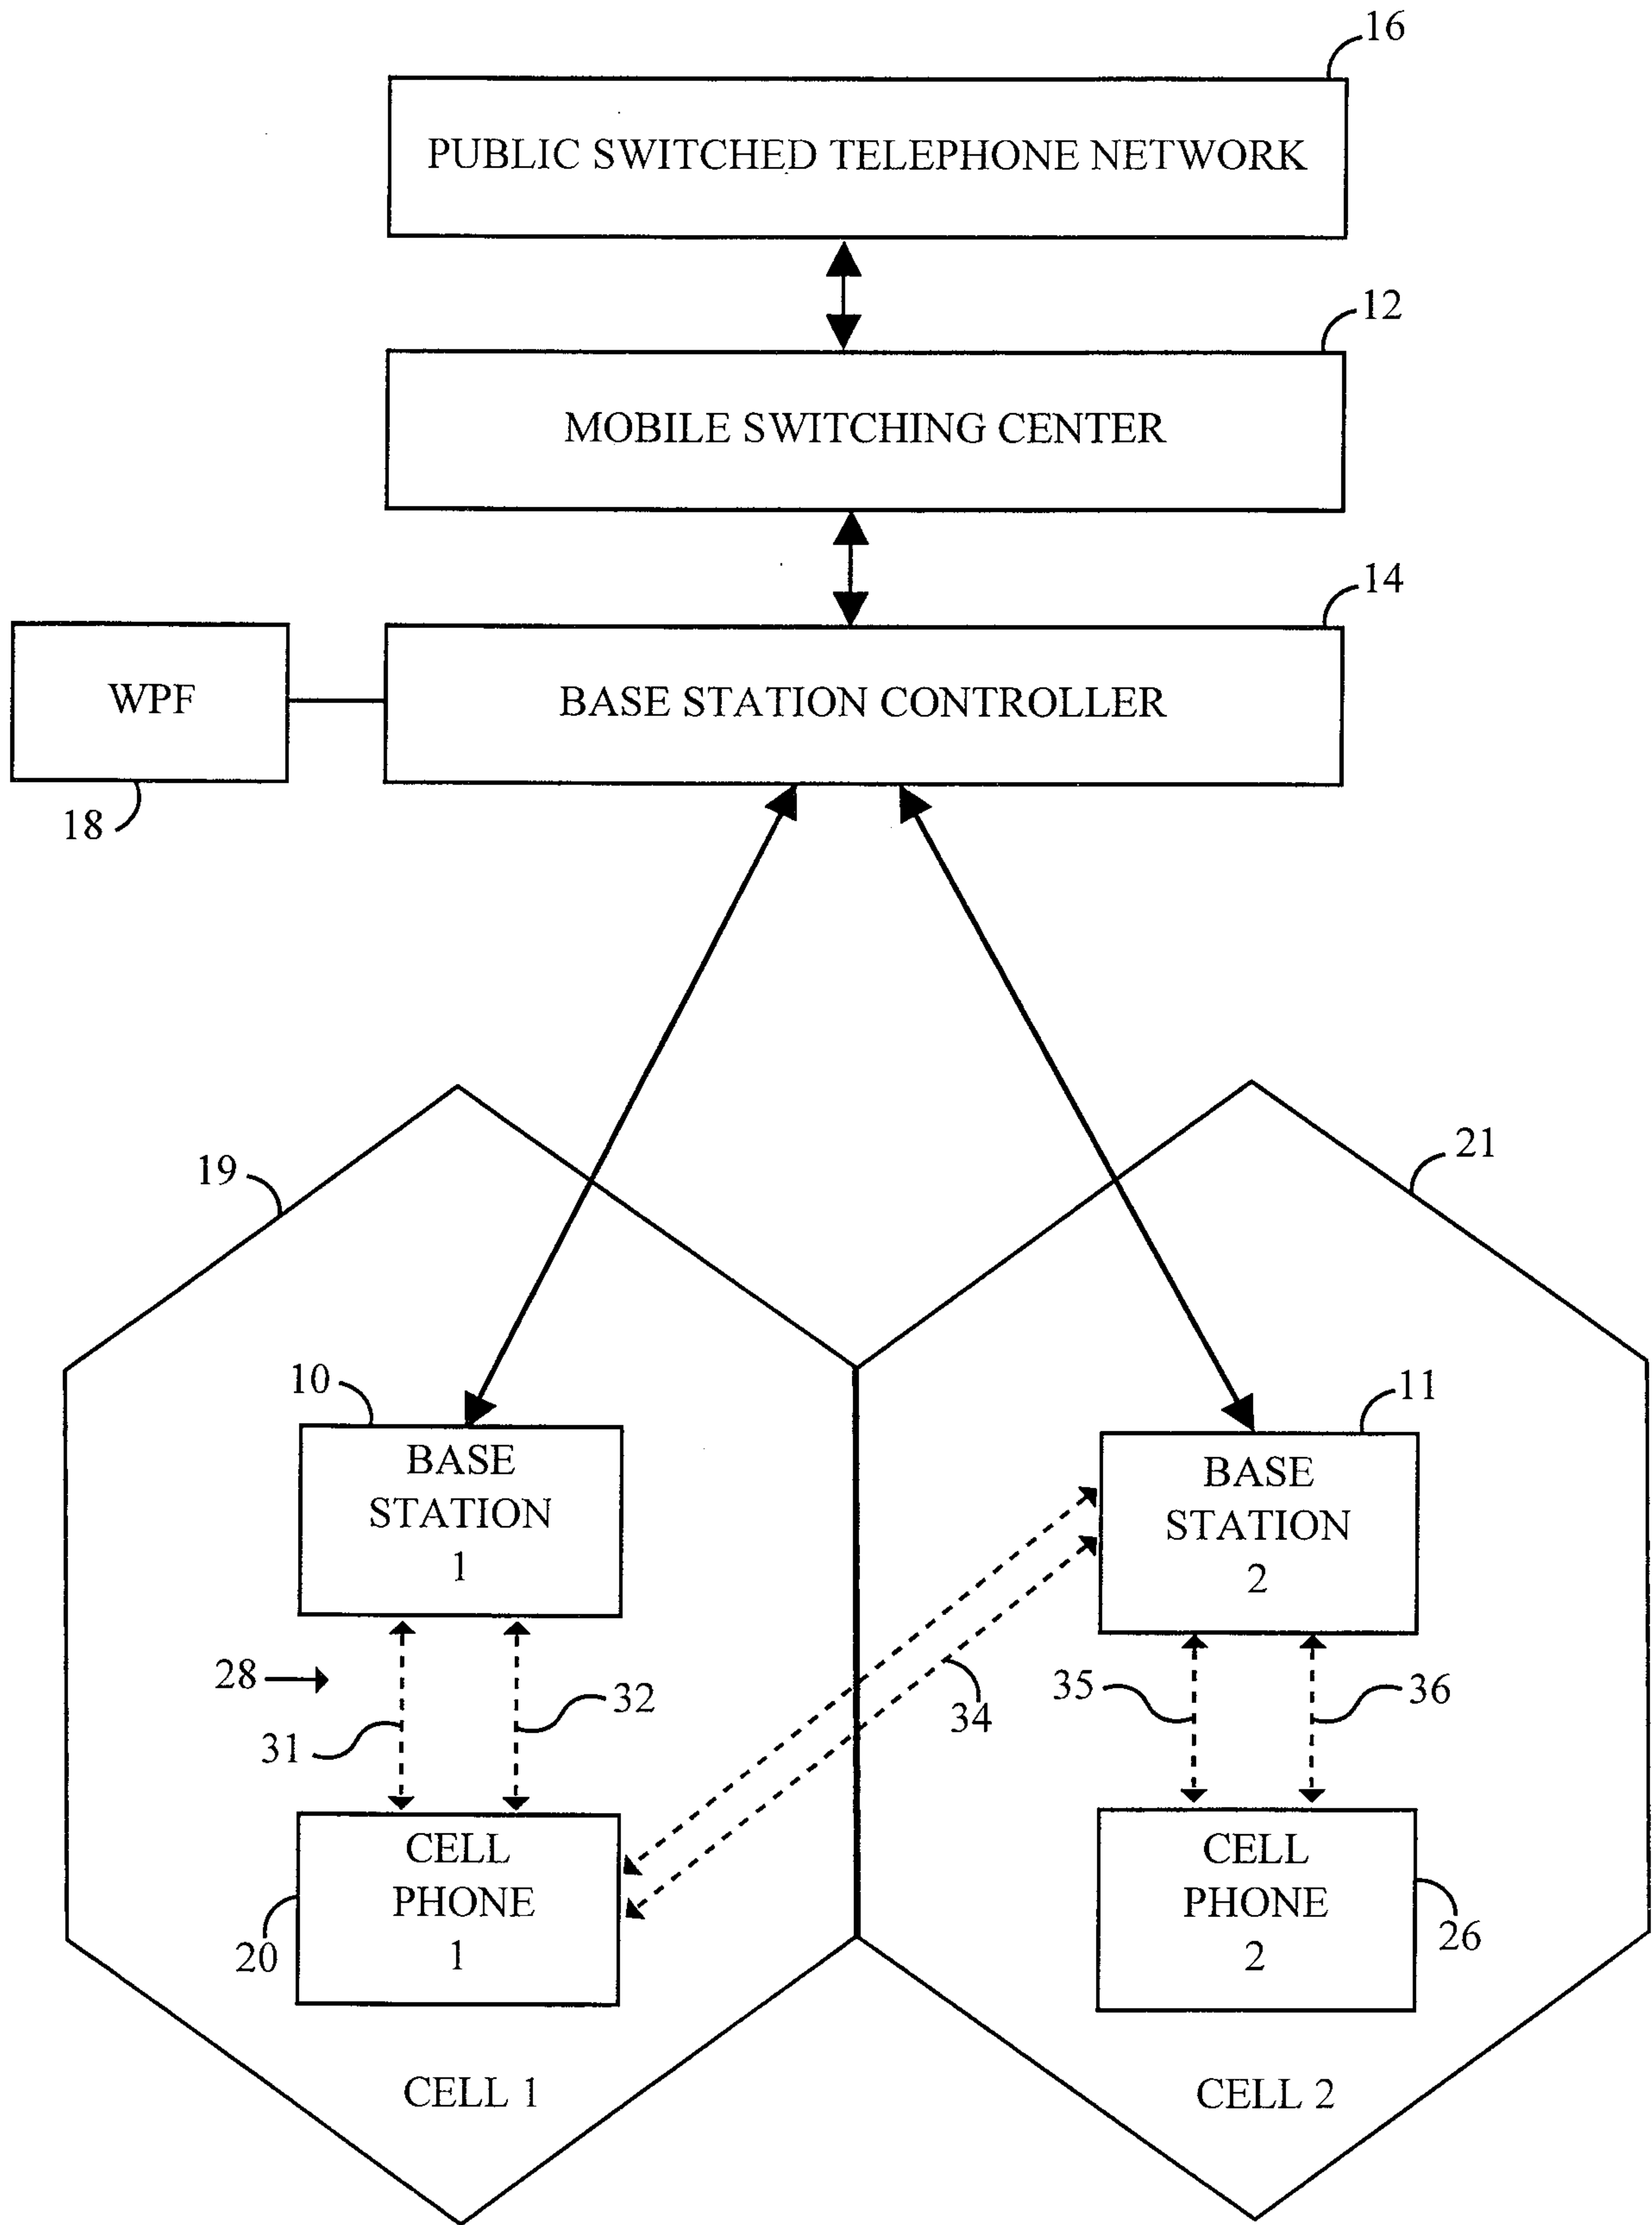 16
PUBLIC SWITCHED TELEPHONE NETWORK
12
MOBILE SWITCHING CENTER
14
WPF
BASE STATION CONTROLLER
18
19
21
10
11
BASE
STATION
1
BASE
STATION
2
28
31
32
34
35
36
CELL
PHONE
1
20
CELL
PHONE
2
26
CELL 1
CELL 2